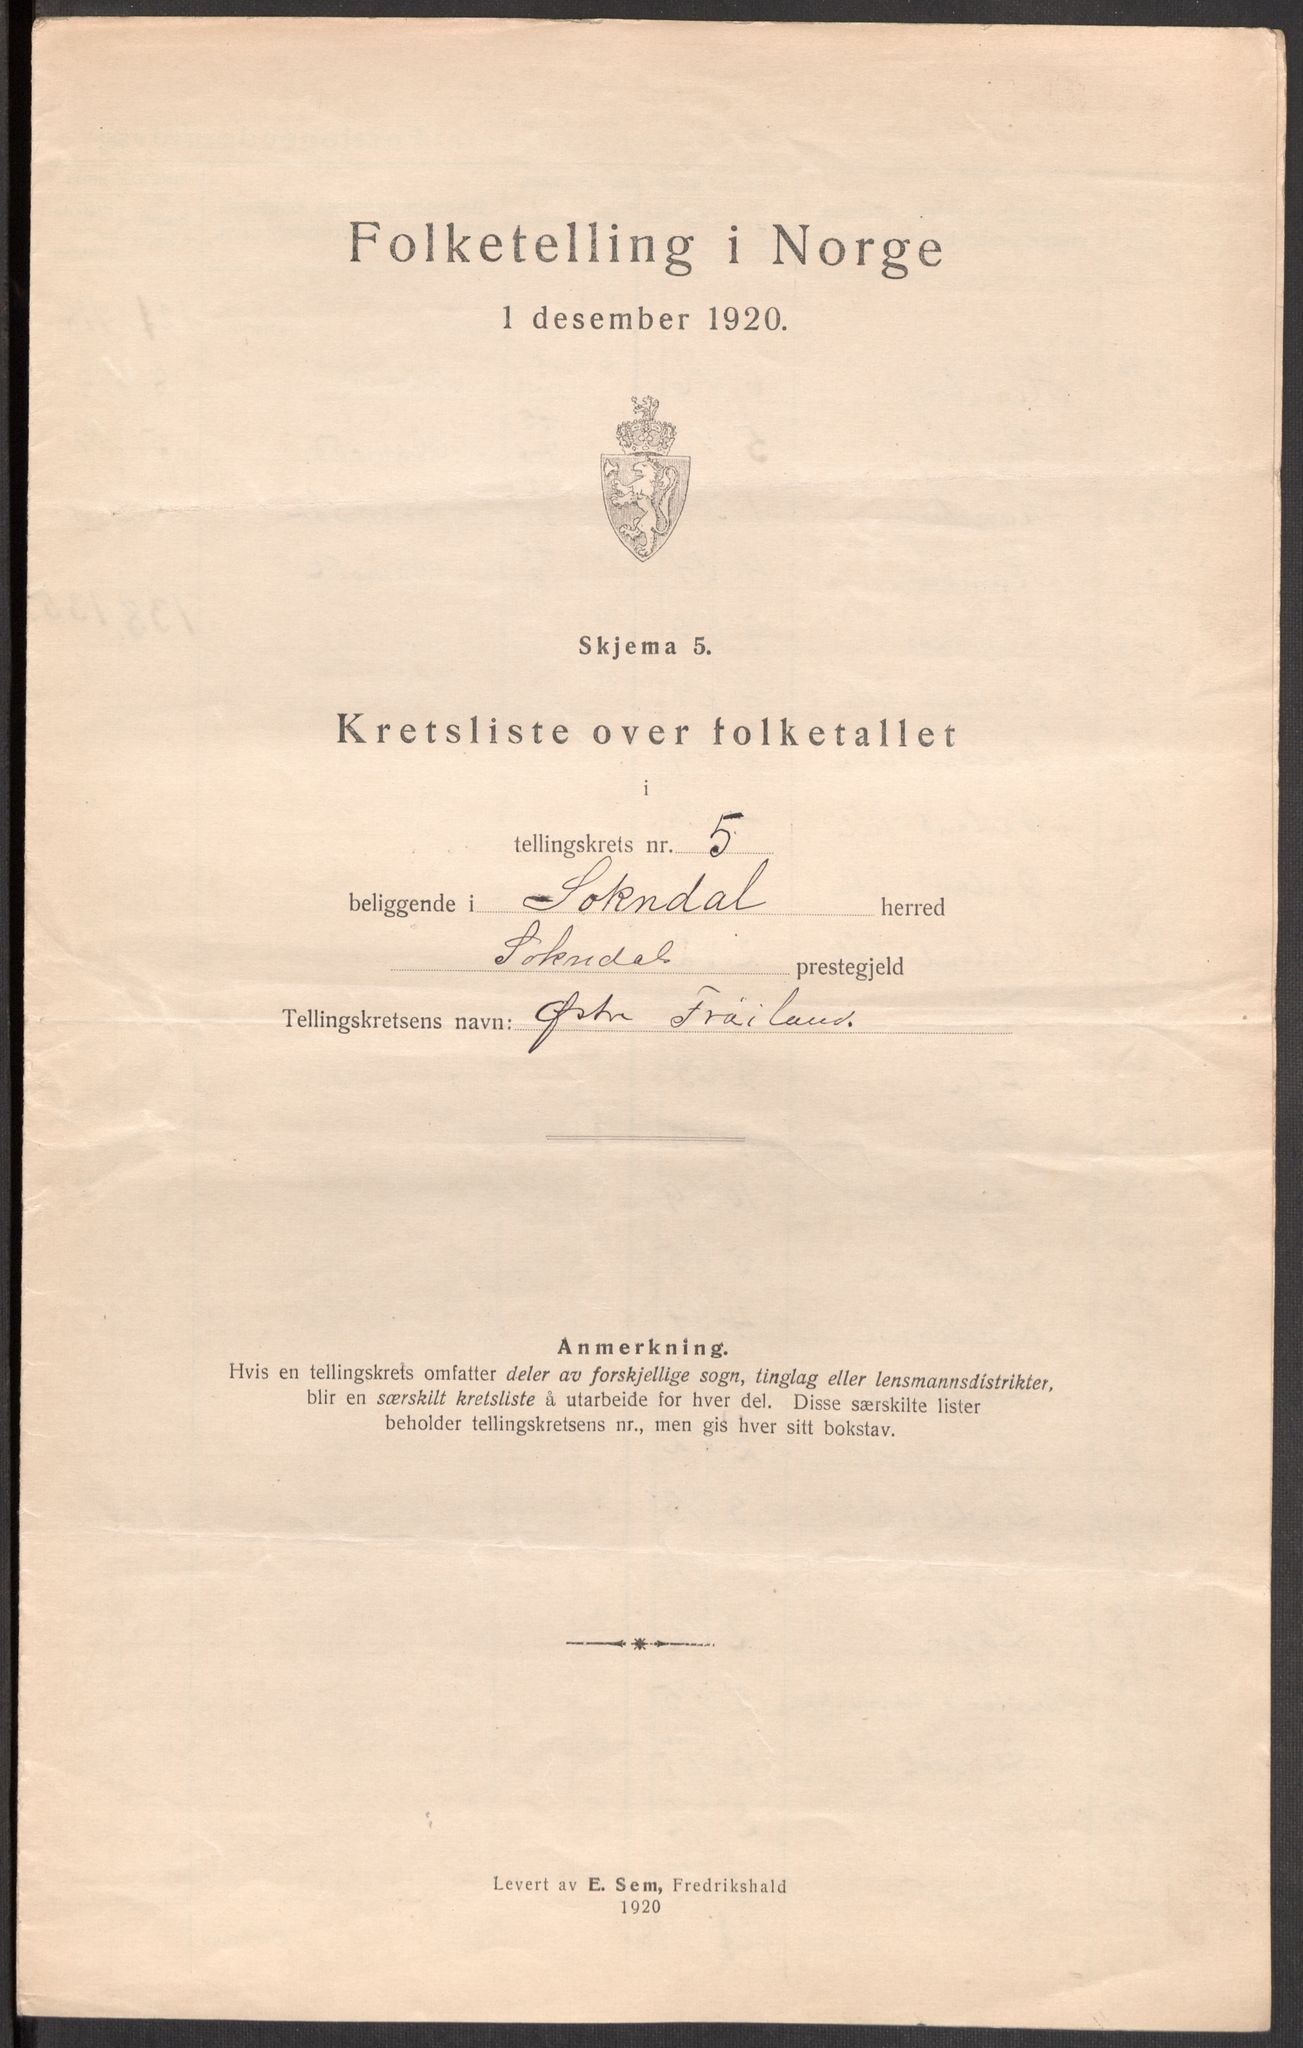 Folketelling i Norge
1 desember 1920.
Skjema 5.
Kretsliste over folketallet
i
tellingskrets nr. 5
beliggende i Sokndal herred
Sokndal prestegjeld
Tellingskretsens navn: Østre Fröiland.
Anmerkning.
Hvis en tellingskrets omfatter deler av forskjellige sogn, tinglag eller lensmannsdistrikter,
blir en særskilt kretsliste å utarbeide for hver del. Disse særskilte lister
beholder tellingskretsens nr., men gis hver sitt bokstav.
Levert av E. Sem, Fredrikshald
1920